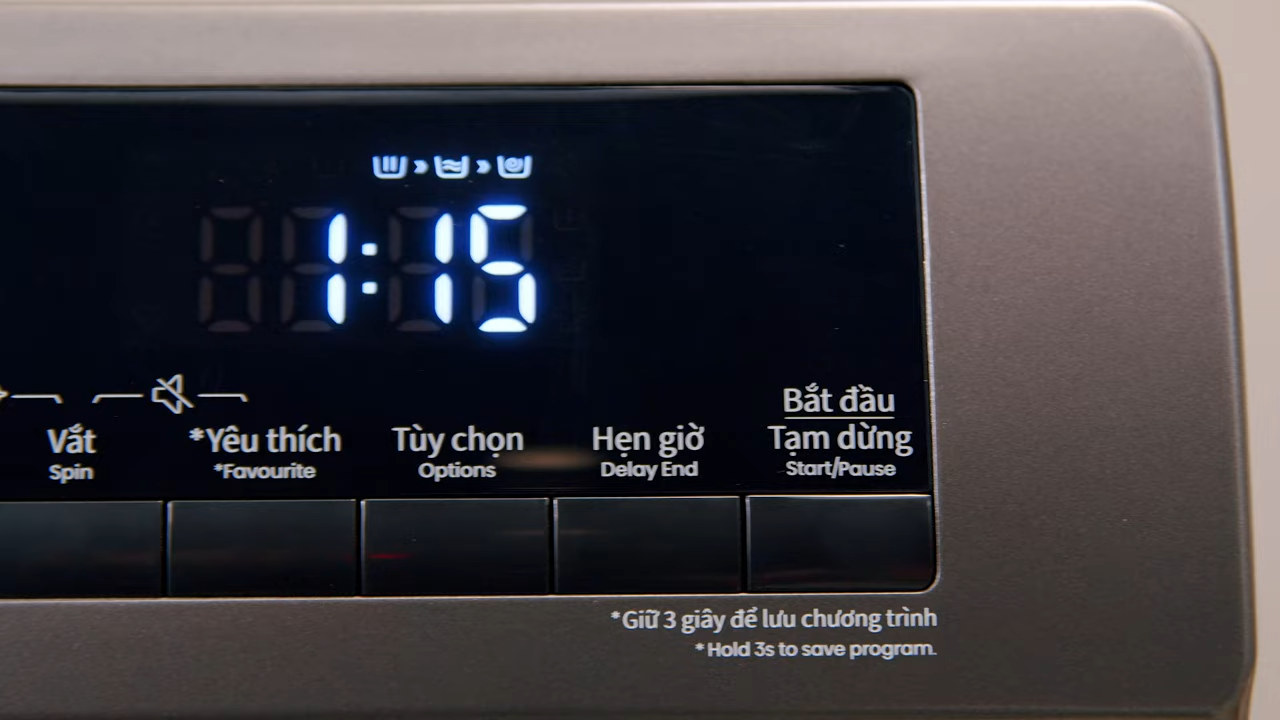 1:15
Vắt
Spin
*Yêu thích
*Favourite
Tùy chọn
Options
Hẹn giờ
Delay End
Bắt đầu
Tạm dừng
Start/Pause
*Giữ 3 giây để lưu chương trình
*Hold 3s to save program.